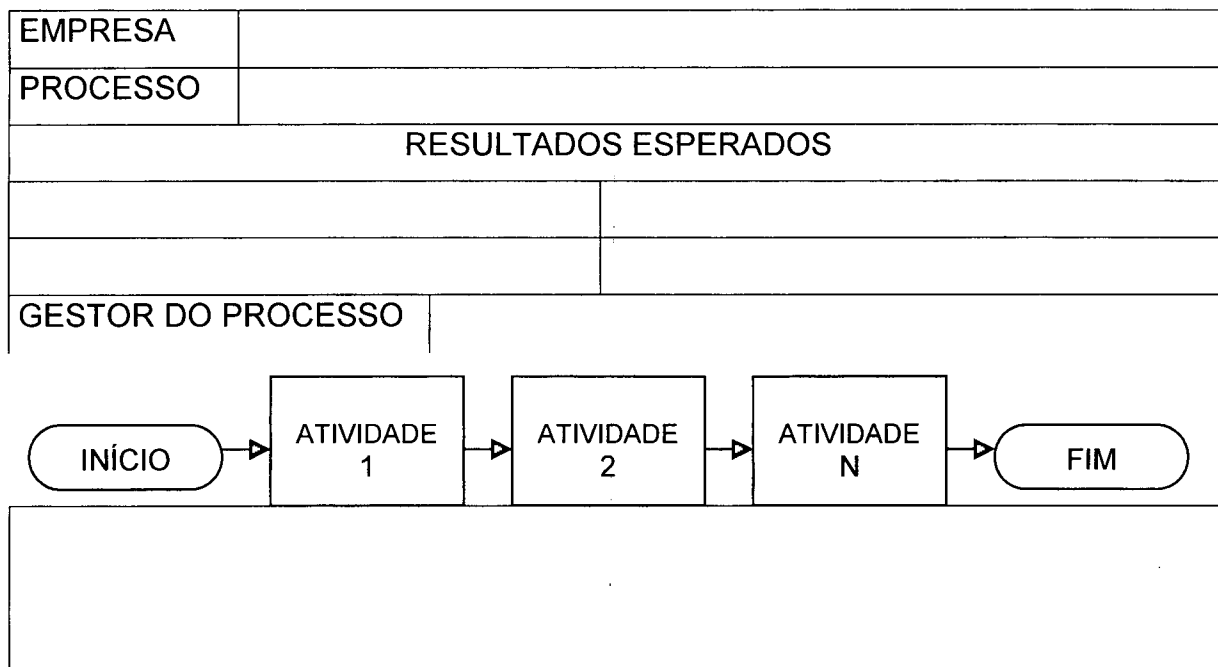 EMPRESA
PROCESSO
RESULTADOS ESPERADOS
GESTOR DO PROCESSO
INÍCIO
ATIVIDADE
1
ATIVIDADE
2
ATIVIDADE
N
FIM